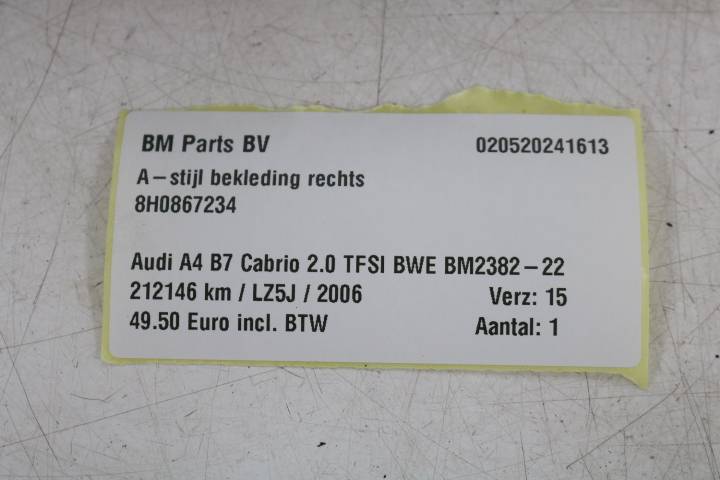 BM Parts BV 020520241613
A-stijl bekleding rechts
8H0867234
Audi A4 B7 Cabrio 2.0 TFSI BWE BM2382-22
212146 km / LZ5J / 2006 Verz: 15
49.50 Euro incl. BTW Aantal: 1